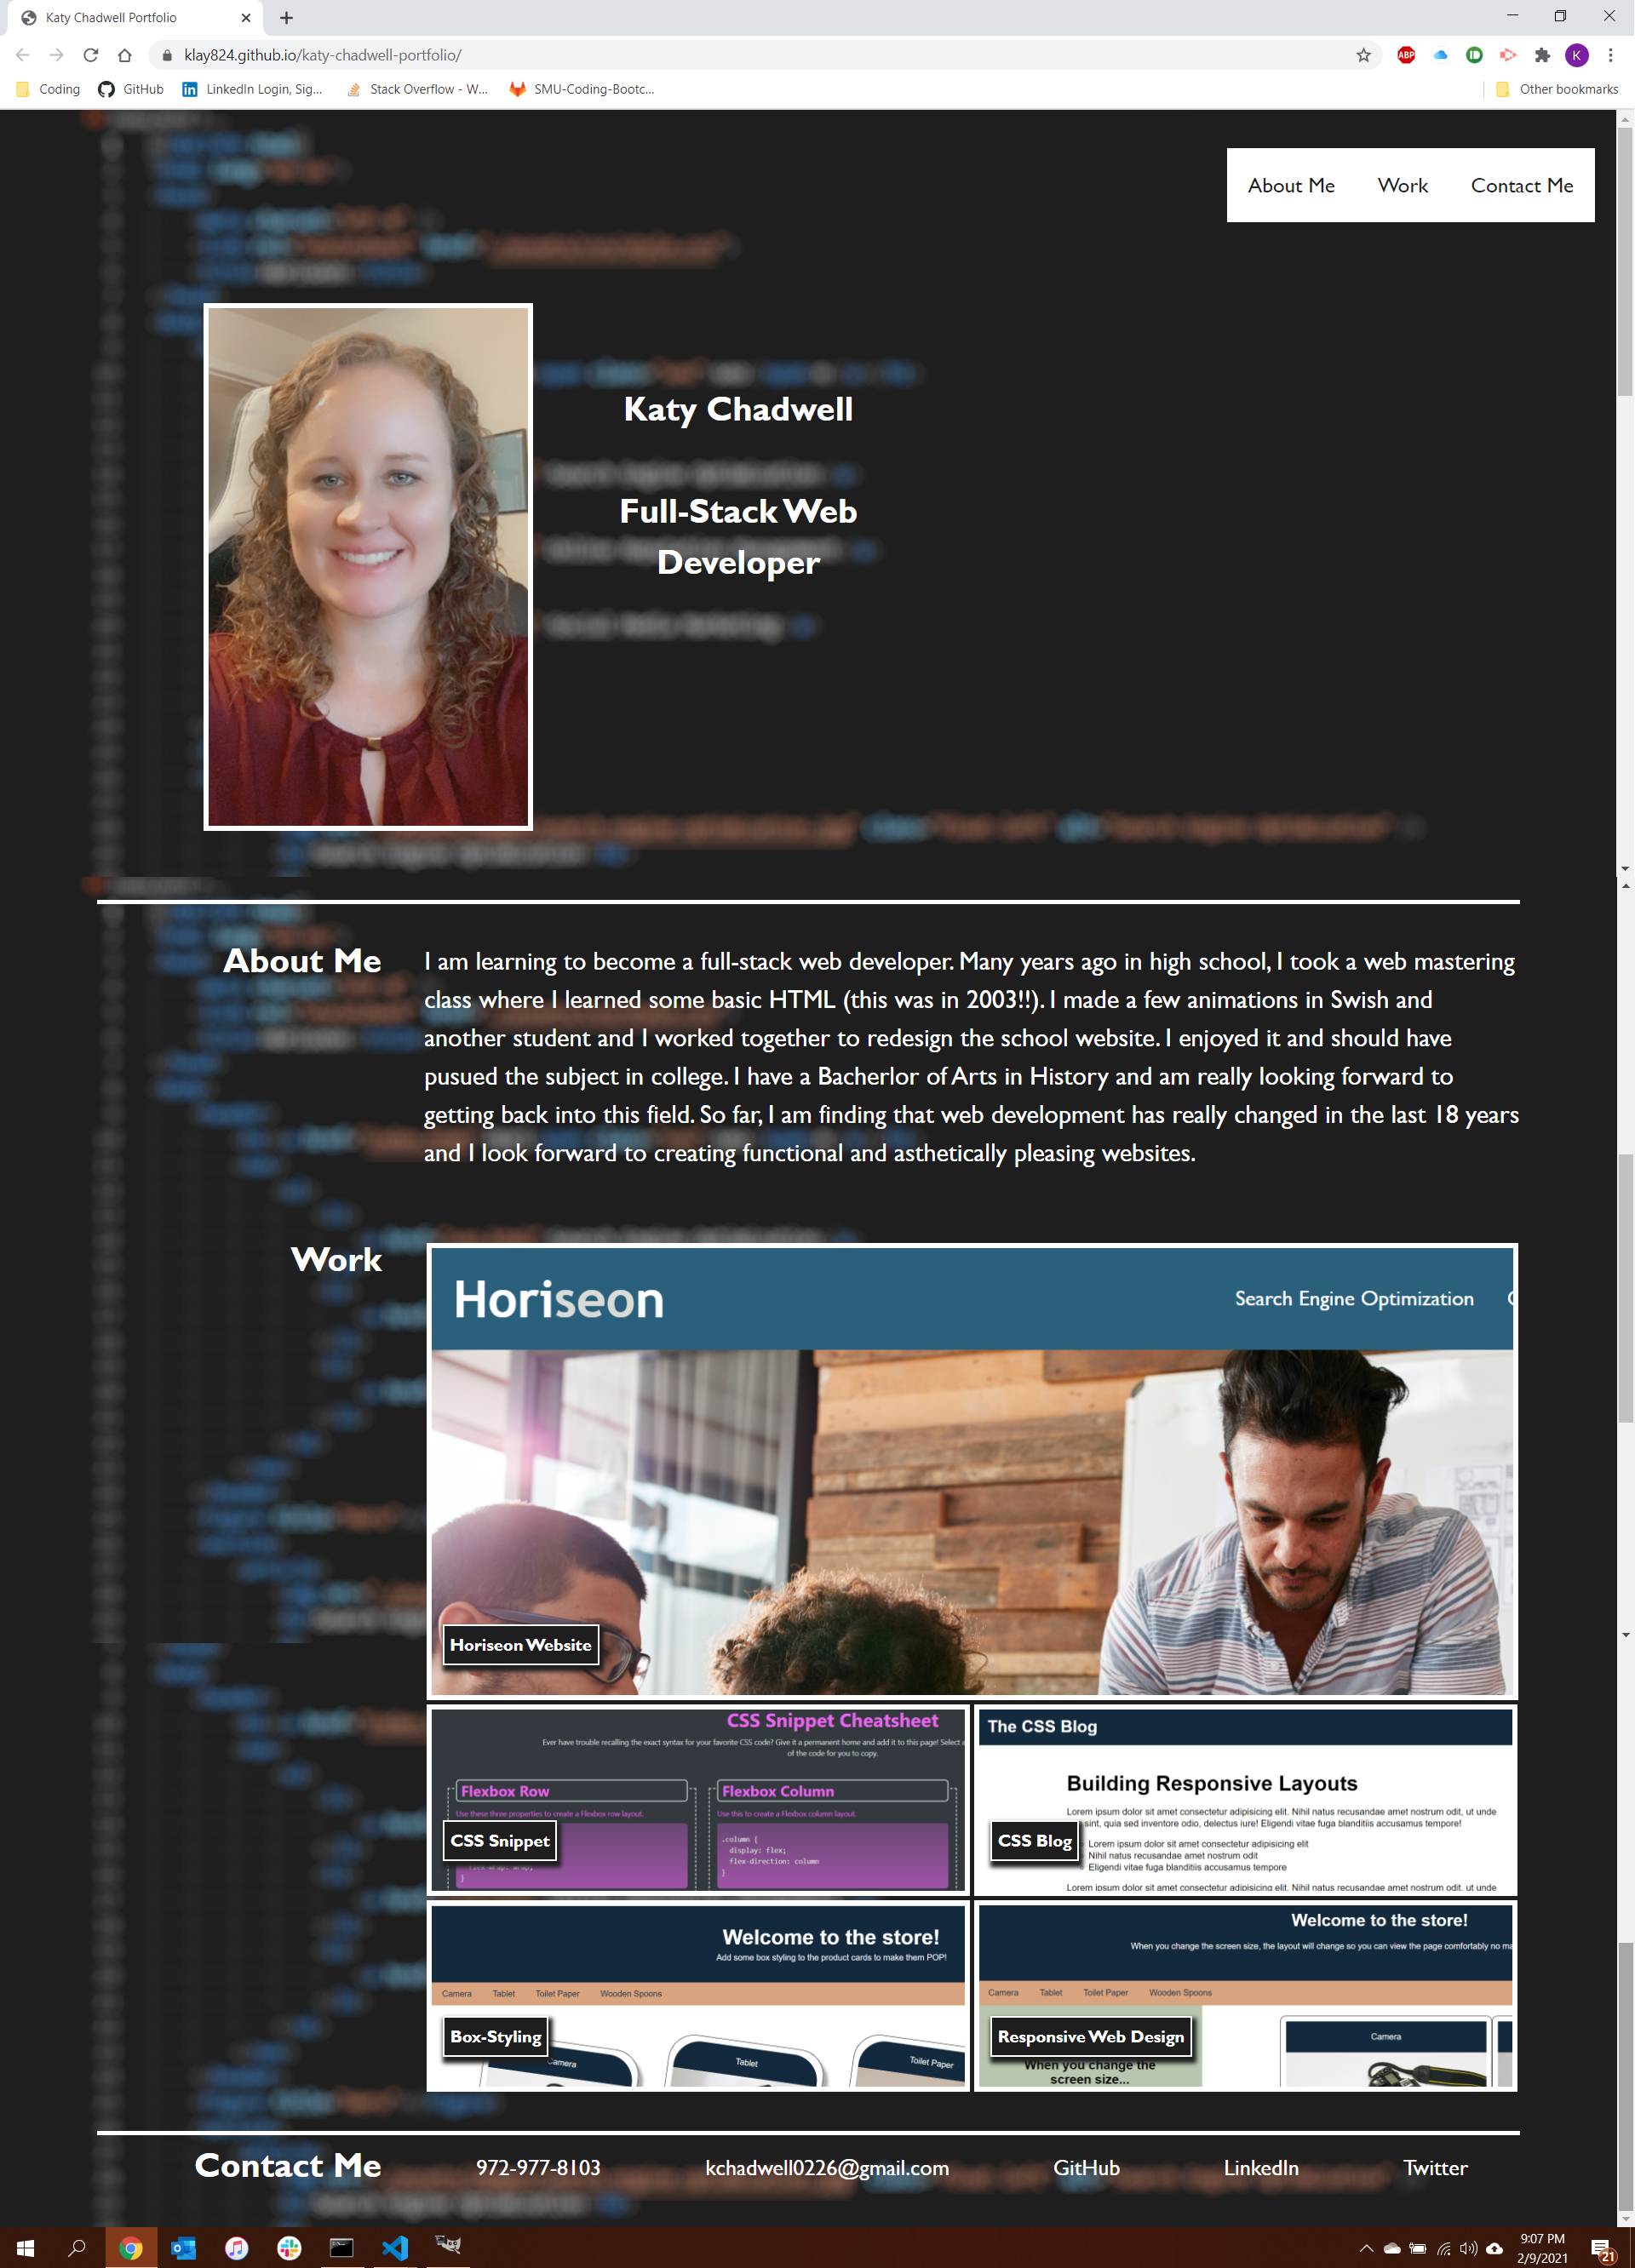 Katy Chadwell Portfolio
klay824.github.io/katy-chadwell-portfolio/
ABP
K
Coding
GitHub
LinkedIn Login, Sig...
Stack Overflow - W...
SMU-Coding-Bootc...
Other bookmarks
About Me Work Contact Me
Katy Chadwell
Full-Stack Web
Developer
About Me
I am learning to become a full-stack web developer. Many years ago in high school, I took a web mastering
class where I learned some basic HTML (this was in 2003!!). I made a few animations in Swish and
another student and I worked together to redesign the school website. I enjoyed it and should have
pusued the subject in college. I have a Bacherlor of Arts in History and am really looking forward to
getting back into this field. So far, I am finding that web development has really changed in the last 18 years
and I look forward to creating functional and asthetically pleasing websites.
Work
Horiseon
Search Engine Optimization
Horiseon Website
CSS Snippet Cheatsheet
Ever have trouble recalling the exact syntax for your favorite CSS code? Give it a permanent home and add it to this page! Select a
of the code for you to copy.
Flexbox Row
Use these three properties to create a Flexbox row layout.
Flexbox Column
Use this to create a Flexbox column layout.
.column {
display: flex;
flex-direction: column
}
}
CSS Snippet
The CSS Blog
Building Responsive Layouts
Lorem ipsum dolor sit amet consectetur adipisicing elit. Nihil natus recusandae amet nostrum odit, ut unde
sint, quia sed inventore odio, delectus iure! Eligendi vitae fuga blanditiis accusamus tempore!
Lorem ipsum dolor sit amet consectetur adipisicing elit
Nihil natus recusandae amet nostrum odit
Eligendi vitae fuga blanditiis accusamus tempore
Lorem ipsum dolor sit amet consectetur adipisicing elit. Nihil natus recusandae amet nostrum odit, ut unde
CSS Blog
Welcome to the store!
Add some box styling to the product cards to make them POP!
Camera Tablet Toilet Paper Wooden Spoons
Box-Styling
Camera
Tablet
Toilet Paper
Welcome to the store!
When you change the screen size, the layout will change so you can view the page comfortably no ma
Camera Tablet Toilet Paper Wooden Spoons
Responsive Web Design
When you change the
screen size...
Camera
Contact Me
972-977-8103
kchadwell0226@gmail.com
GitHub
LinkedIn
Twitter
9:07 PM
2/9/2021
21